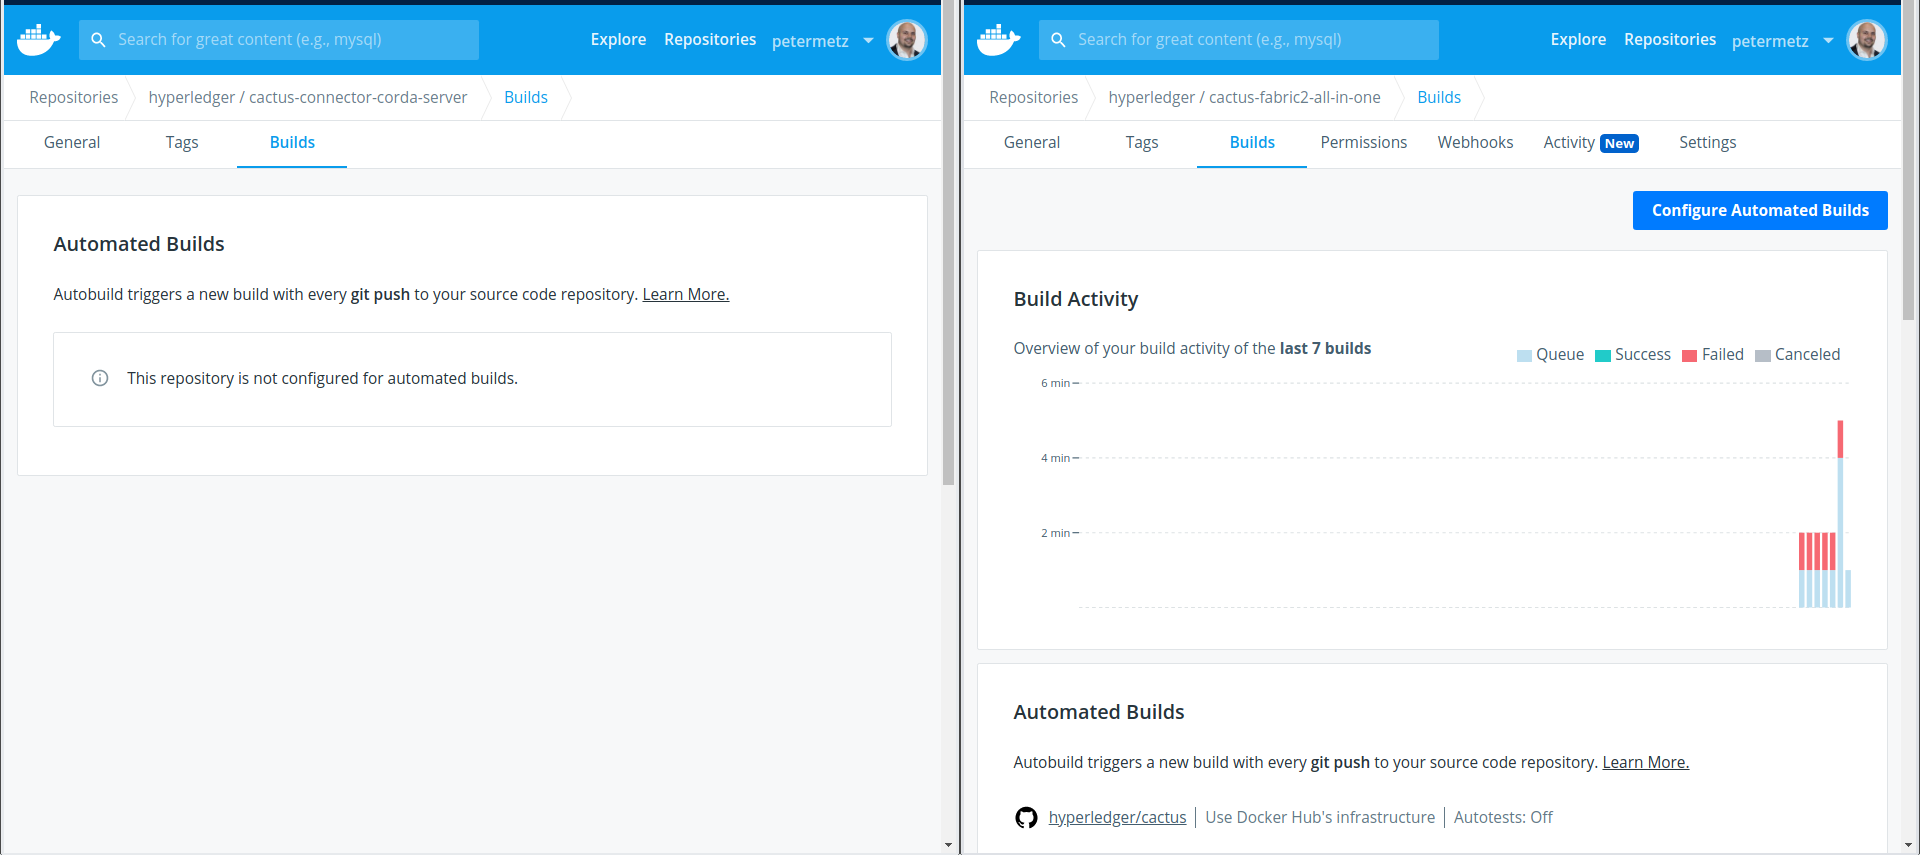 Search for great content (e.g., mysql)
Explore Repositories petermetz
Repositories hyperledger / cactus-connector-corda-server Builds
General Tags Builds
Automated Builds
Autobuild triggers a new build with every git push to your source code repository. Learn More.
This repository is not configured for automated builds.
Search for great content (e.g., mysql)
Explore Repositories petermetz
Repositories hyperledger / cactus-fabric2-all-in-one Builds
General Tags Builds Permissions Webhooks Activity New Settings
Configure Automated Builds
Build Activity
Overview of your build activity of the last 7 builds
Queue Success Failed Canceled
6 min
4 min
2 min
Automated Builds
Autobuild triggers a new build with every git push to your source code repository. Learn More.
hyperledger/cactus Use Docker Hub's infrastructure Autotests: Off